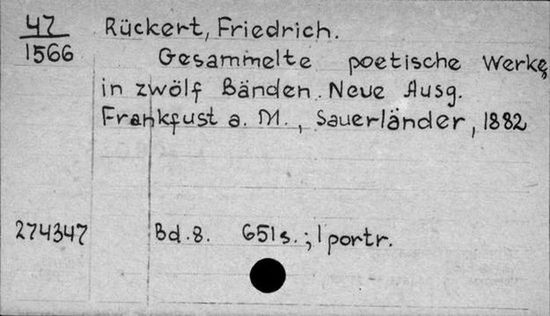 47
1566
Rückert, Friedrich.
Gesammelte poetische Werke
in zwölf Bänden. Neue Ausg.
Frankfust a. M., Sauerländer, 1882
274347
Bd. 8. 651s.; 1 portr.